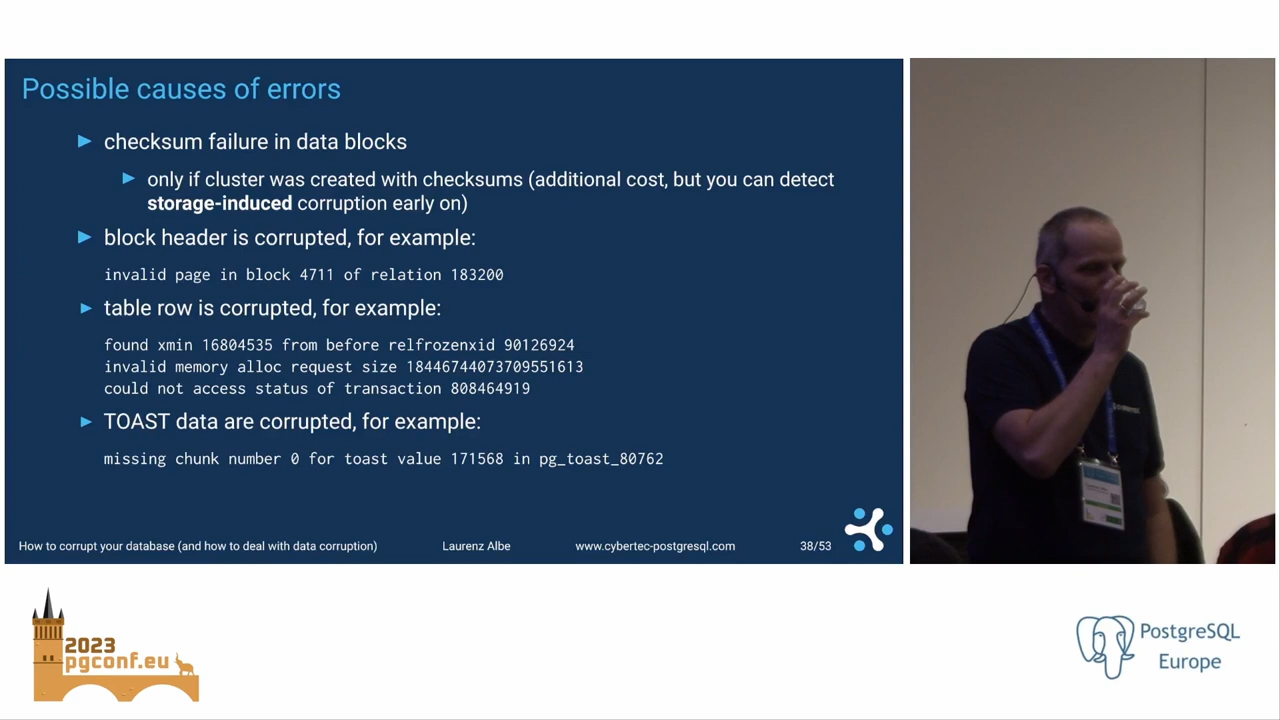 Possible causes of errors
checksum failure in data blocks
only if cluster was created with checksums (additional cost, but you can detect
storage-induced corruption early on)
block header is corrupted, for example:
invalid page in block 4711 of relation 183200
table row is corrupted, for example:
found xmin 16804535 from before relfrozenxid 90126924
invalid memory alloc request size 18446744073709551613
could not access status of transaction 808464919
TOAST data are corrupted, for example:
missing chunk number 0 for toast value 171568 in pg_toast_80762
How to corrupt your database (and how to deal with data corruption) Laurenz Albe www.cybertec-postgresql.com 38/53
2023
pgconf.eu
PostgreSQL
Europe